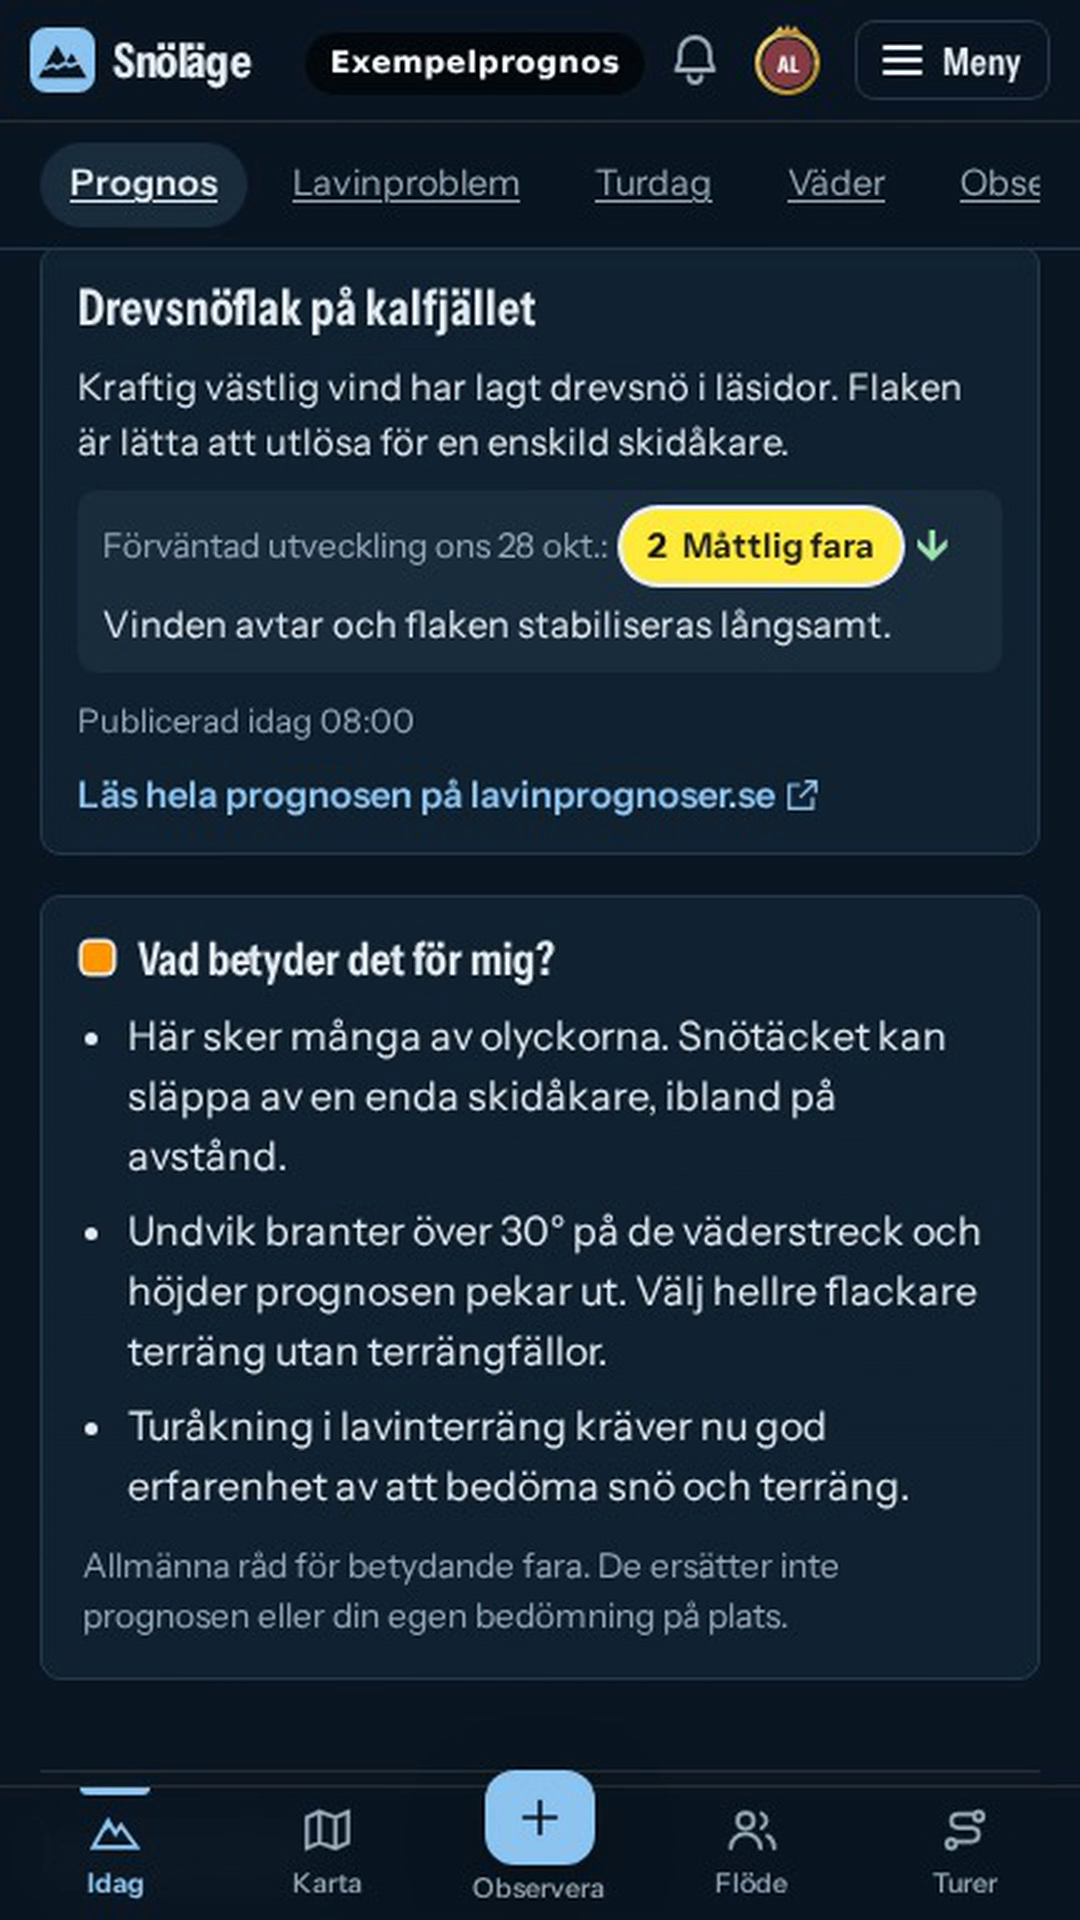 Snöläge
Exempelprognos
AL
Meny
Prognos
Lavinproblem
Turdag
Väder
Obse
Drevsnöflak på kalfjället
Kraftig västlig vind har lagt drevsnö i läsidor. Flaken
är lätta att utlösa för en enskild skidåkare.
Förväntad utveckling ons 28 okt.: 2 Måttlig fara
Vinden avtar och flaken stabiliseras långsamt.
Publicerad idag 08:00
Läs hela prognosen på lavinprognoser.se
Vad betyder det för mig?
• Här sker många av olyckorna. Snötäcket kan
släppa av en enda skidåkare, ibland på
avstånd.
• Undvik branter över 30° på de väderstreck och
höjder prognosen pekar ut. Välj hellre flackare
terräng utan terrängfällor.
• Turåkning i lavinterräng kräver nu god
erfarenhet av att bedöma snö och terräng.
Allmänna råd för betydande fara. De ersätter inte
prognosen eller din egen bedömning på plats.
Idag
Karta
Observera
Flöde
Turer